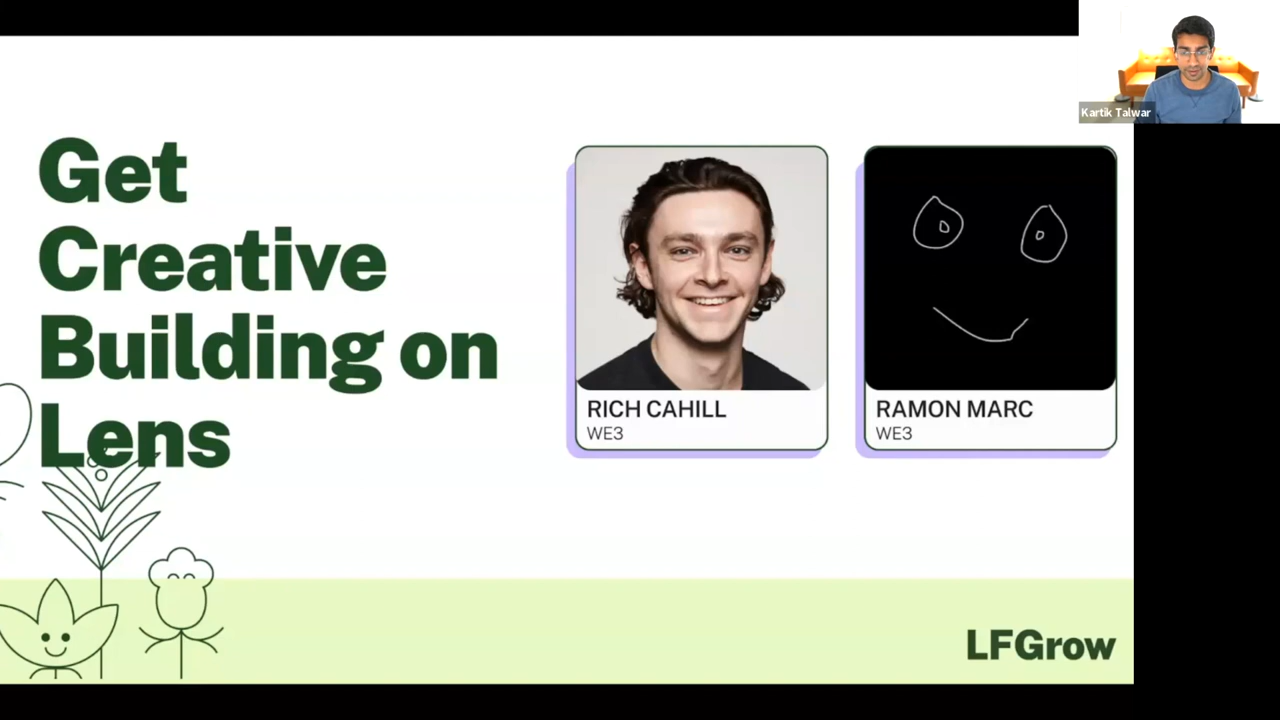 Kartik Talwar
Get
Creative
Building on
Lens
RICH CAHILL
WE3
RAMON MARC
WE3
LFGrow